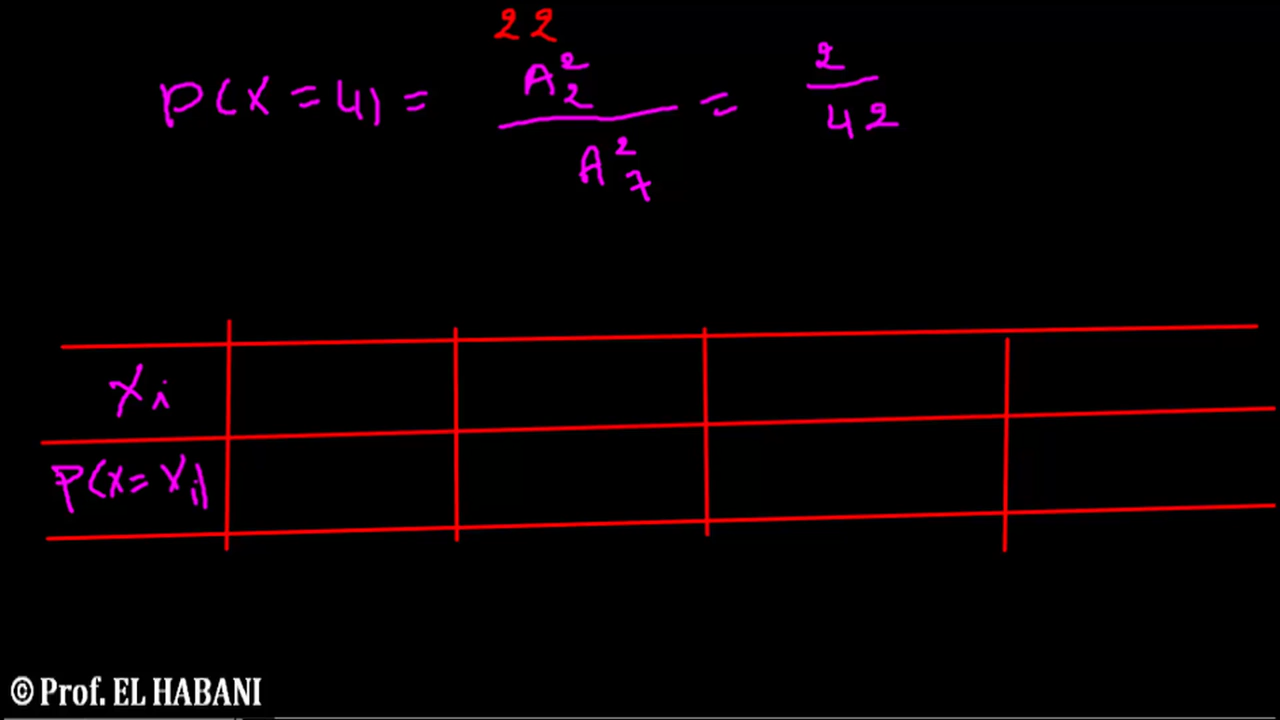 22
P(X=4) = A²₂ / A²₇ = 2/42
Xi
P(X=Xi)
© Prof. EL HABANI